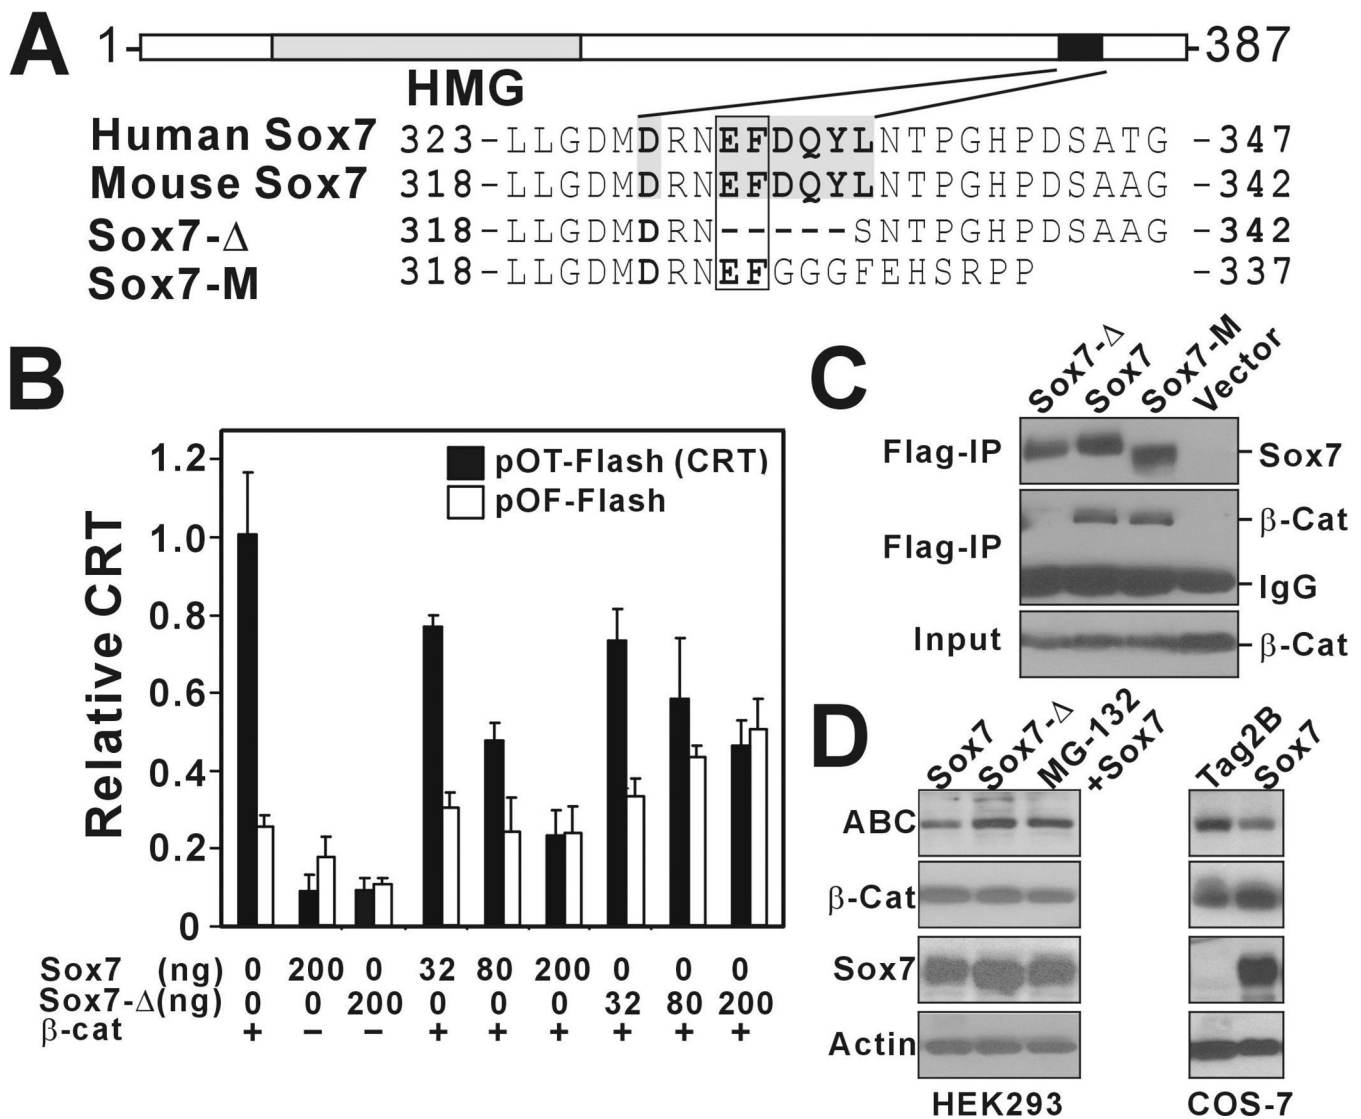 A
1 387
HMG
Human Sox7 323-LLGDMDRNEFDQYLNTPGHPDSATG -347
Mouse Sox7 318-LLGDMDRNEFDQYLNTPGHPDSAAG -342
Sox7-Δ 318-LLGDMDRN-----SNTPGHPDSAAG -342
Sox7-M 318-LLGDMDRNEFGGGFEHSRPP -337
B
pOT-Flash (CRT)
pOF-Flash
Relative CRT
1.2
1.0
0.8
0.6
0.4
0.2
0
Sox7 (ng) 0 200 0 32 80 200 0 0 0
Sox7-Δ(ng) 0 0 200 0 0 0 32 80 200
β-cat + − − + + + + + +
C
Sox7-Δ Sox7 Sox7-M Vector
Flag-IP Sox7
Flag-IP β-Cat
IgG
Input β-Cat
D
Sox7 Sox7-Δ MG-132 +Sox7 Tag2B Sox7
ABC
β-Cat
Sox7
Actin
HEK293 COS-7